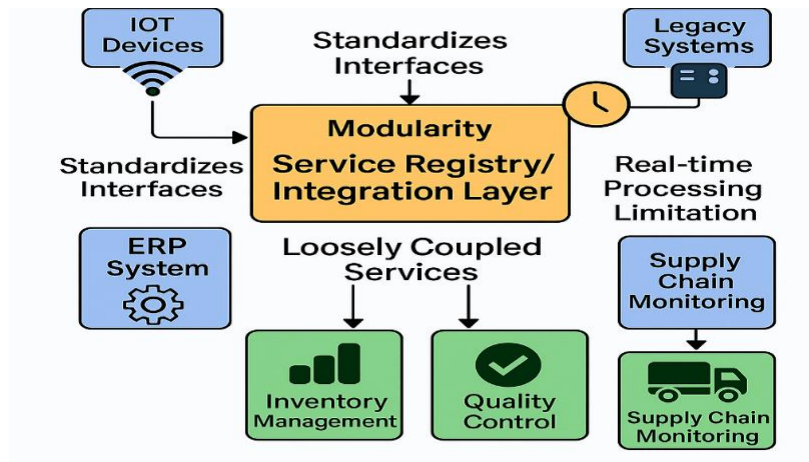 IOT
Devices
Standardizes
Interfaces
Legacy
Systems
Modularity
Service Registry/
Integration Layer
Standardizes
Interfaces
Real-time
Processing
Limitation
ERP
System
Loosely Coupled
Services
Supply
Chain
Monitoring
Inventory
Management
Quality
Control
Supply Chain
Monitoring